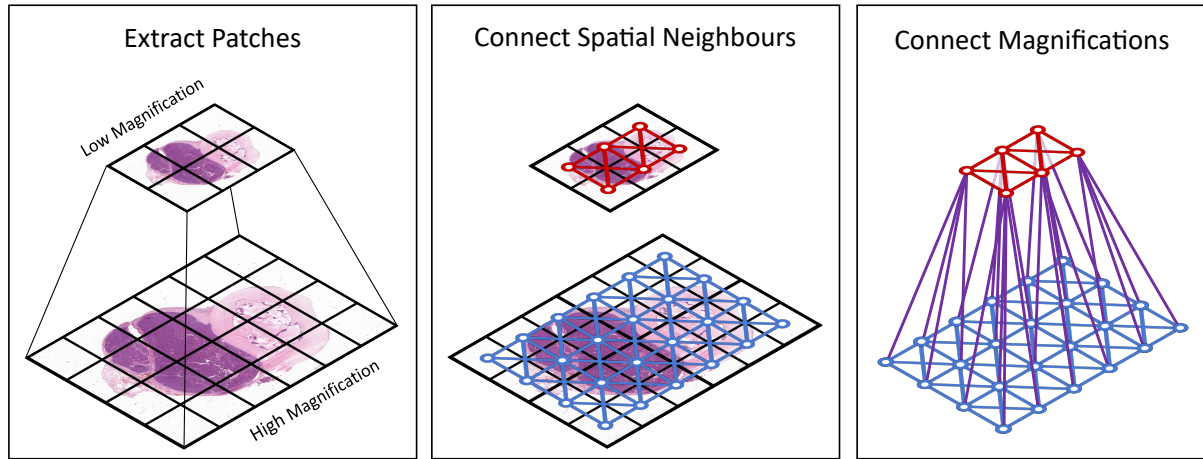 Extract Patches
Low Magnification
High Magnification
Connect Spatial Neighbours
Connect Magnifications